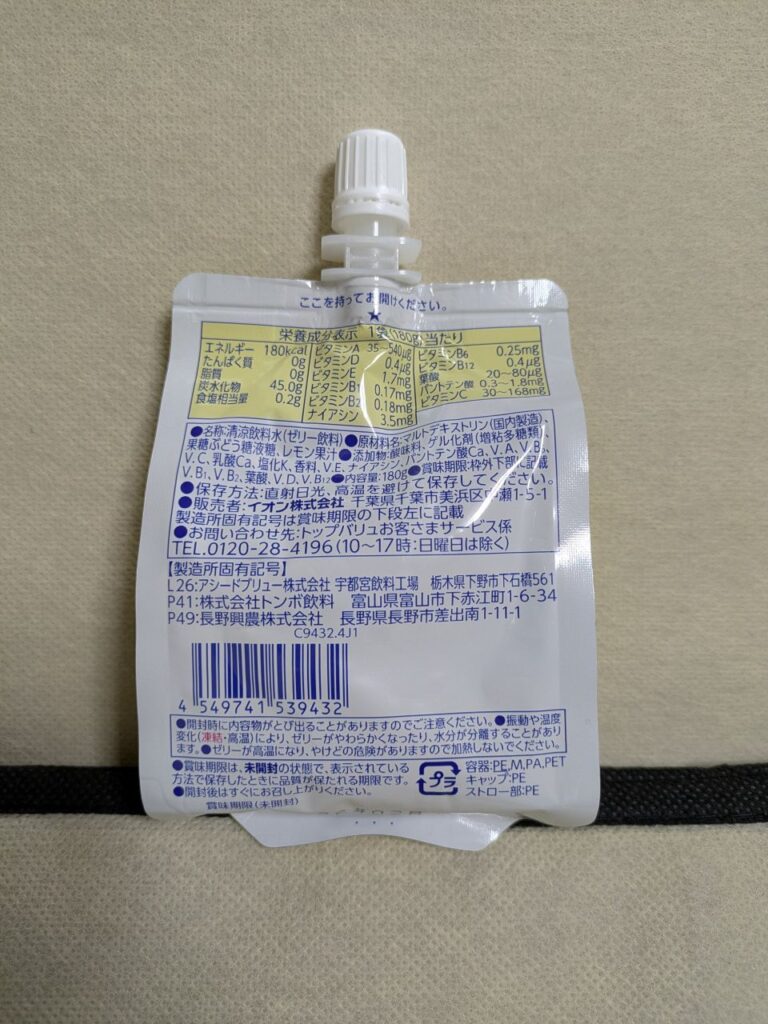 ここを持ってお開けください。
栄養成分表示 1袋(180g)当たり
エネルギー 180kcal
たんぱく質 0g
脂質 0g
炭水化物 45.0g
食塩相当量 0.2g
ビタミンA 35~540μg
ビタミンD 0.4μg
ビタミンE 1.7mg
ビタミンB1 0.17mg
ビタミンB2 0.18mg
ナイアシン 3.5mg
ビタミンB6 0.25mg
ビタミンB12 0.4μg
葉酸 20~80μg
パントテン酸 0.3~1.8mg
ビタミンC 30~168mg
●名称:清涼飲料水(ゼリー飲料)●原材料名:マルトデキストリン(国内製造)、
果糖ぶどう糖液糖、レモン果汁●添加物:酸味料、ゲル化剤(増粘多糖類)、
V.C、乳酸Ca、塩化K、香料、V.E、ナイアシン、パントテン酸Ca、V.A、V.B₆、
V.B₁、V.B₂、葉酸、V.D、V.B₁₂●内容量:180g●賞味期限:枠外下部に記載
●保存方法:直射日光、高温を避けて保存してください。
●販売者:イオン株式会社 千葉県千葉市美浜区中瀬1-5-1
製造所固有記号は賞味期限の下段左に記載
●お問い合わせ先:トップバリュお客さまサービス係
TEL.0120-28-4196(10~17時:日曜日は除く)
【製造所固有記号】
L26:アシードブリュー株式会社 宇都宮飲料工場 栃木県下野市下石橋561
P41:株式会社トンボ飲料 富山県富山市下赤江町1-6-34
P49:長野興農株式会社 長野県長野市差出南1-11-1
C9432.4J1
4 549741 539432
●開封時に内容物がとび出ることがありますのでご注意ください。●振動や温度
変化(凍結・高温)により、ゼリーがやわらかくなったり、水分が分離することがあり
ます。●ゼリーが高温になり、やけどの危険がありますので加熱しないでください。
●賞味期限は、未開封の状態で、表示されている
方法で保存したときに品質が保たれる期限です。
●開封後はすぐにお召し上がりください。
プラ
容器:PE,M,PA,PET
キャップ:PE
ストロー部:PE
賞味期限(未開封)